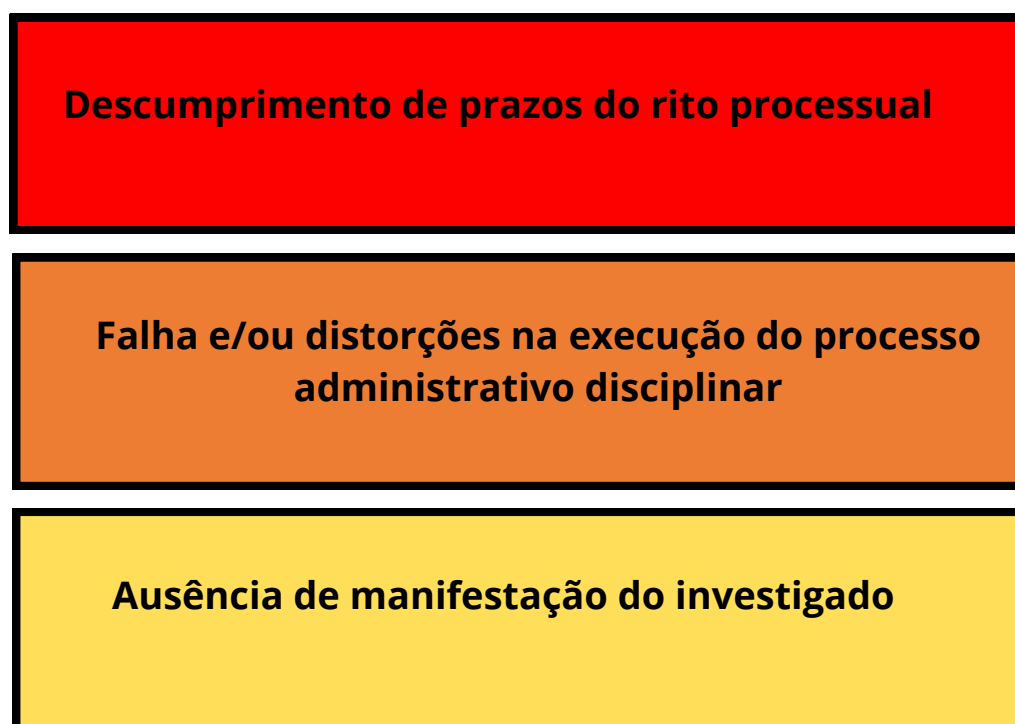 Descumprimento de prazos do rito processual
Falha e/ou distorções na execução do processo
administrativo disciplinar
Ausência de manifestação do investigado